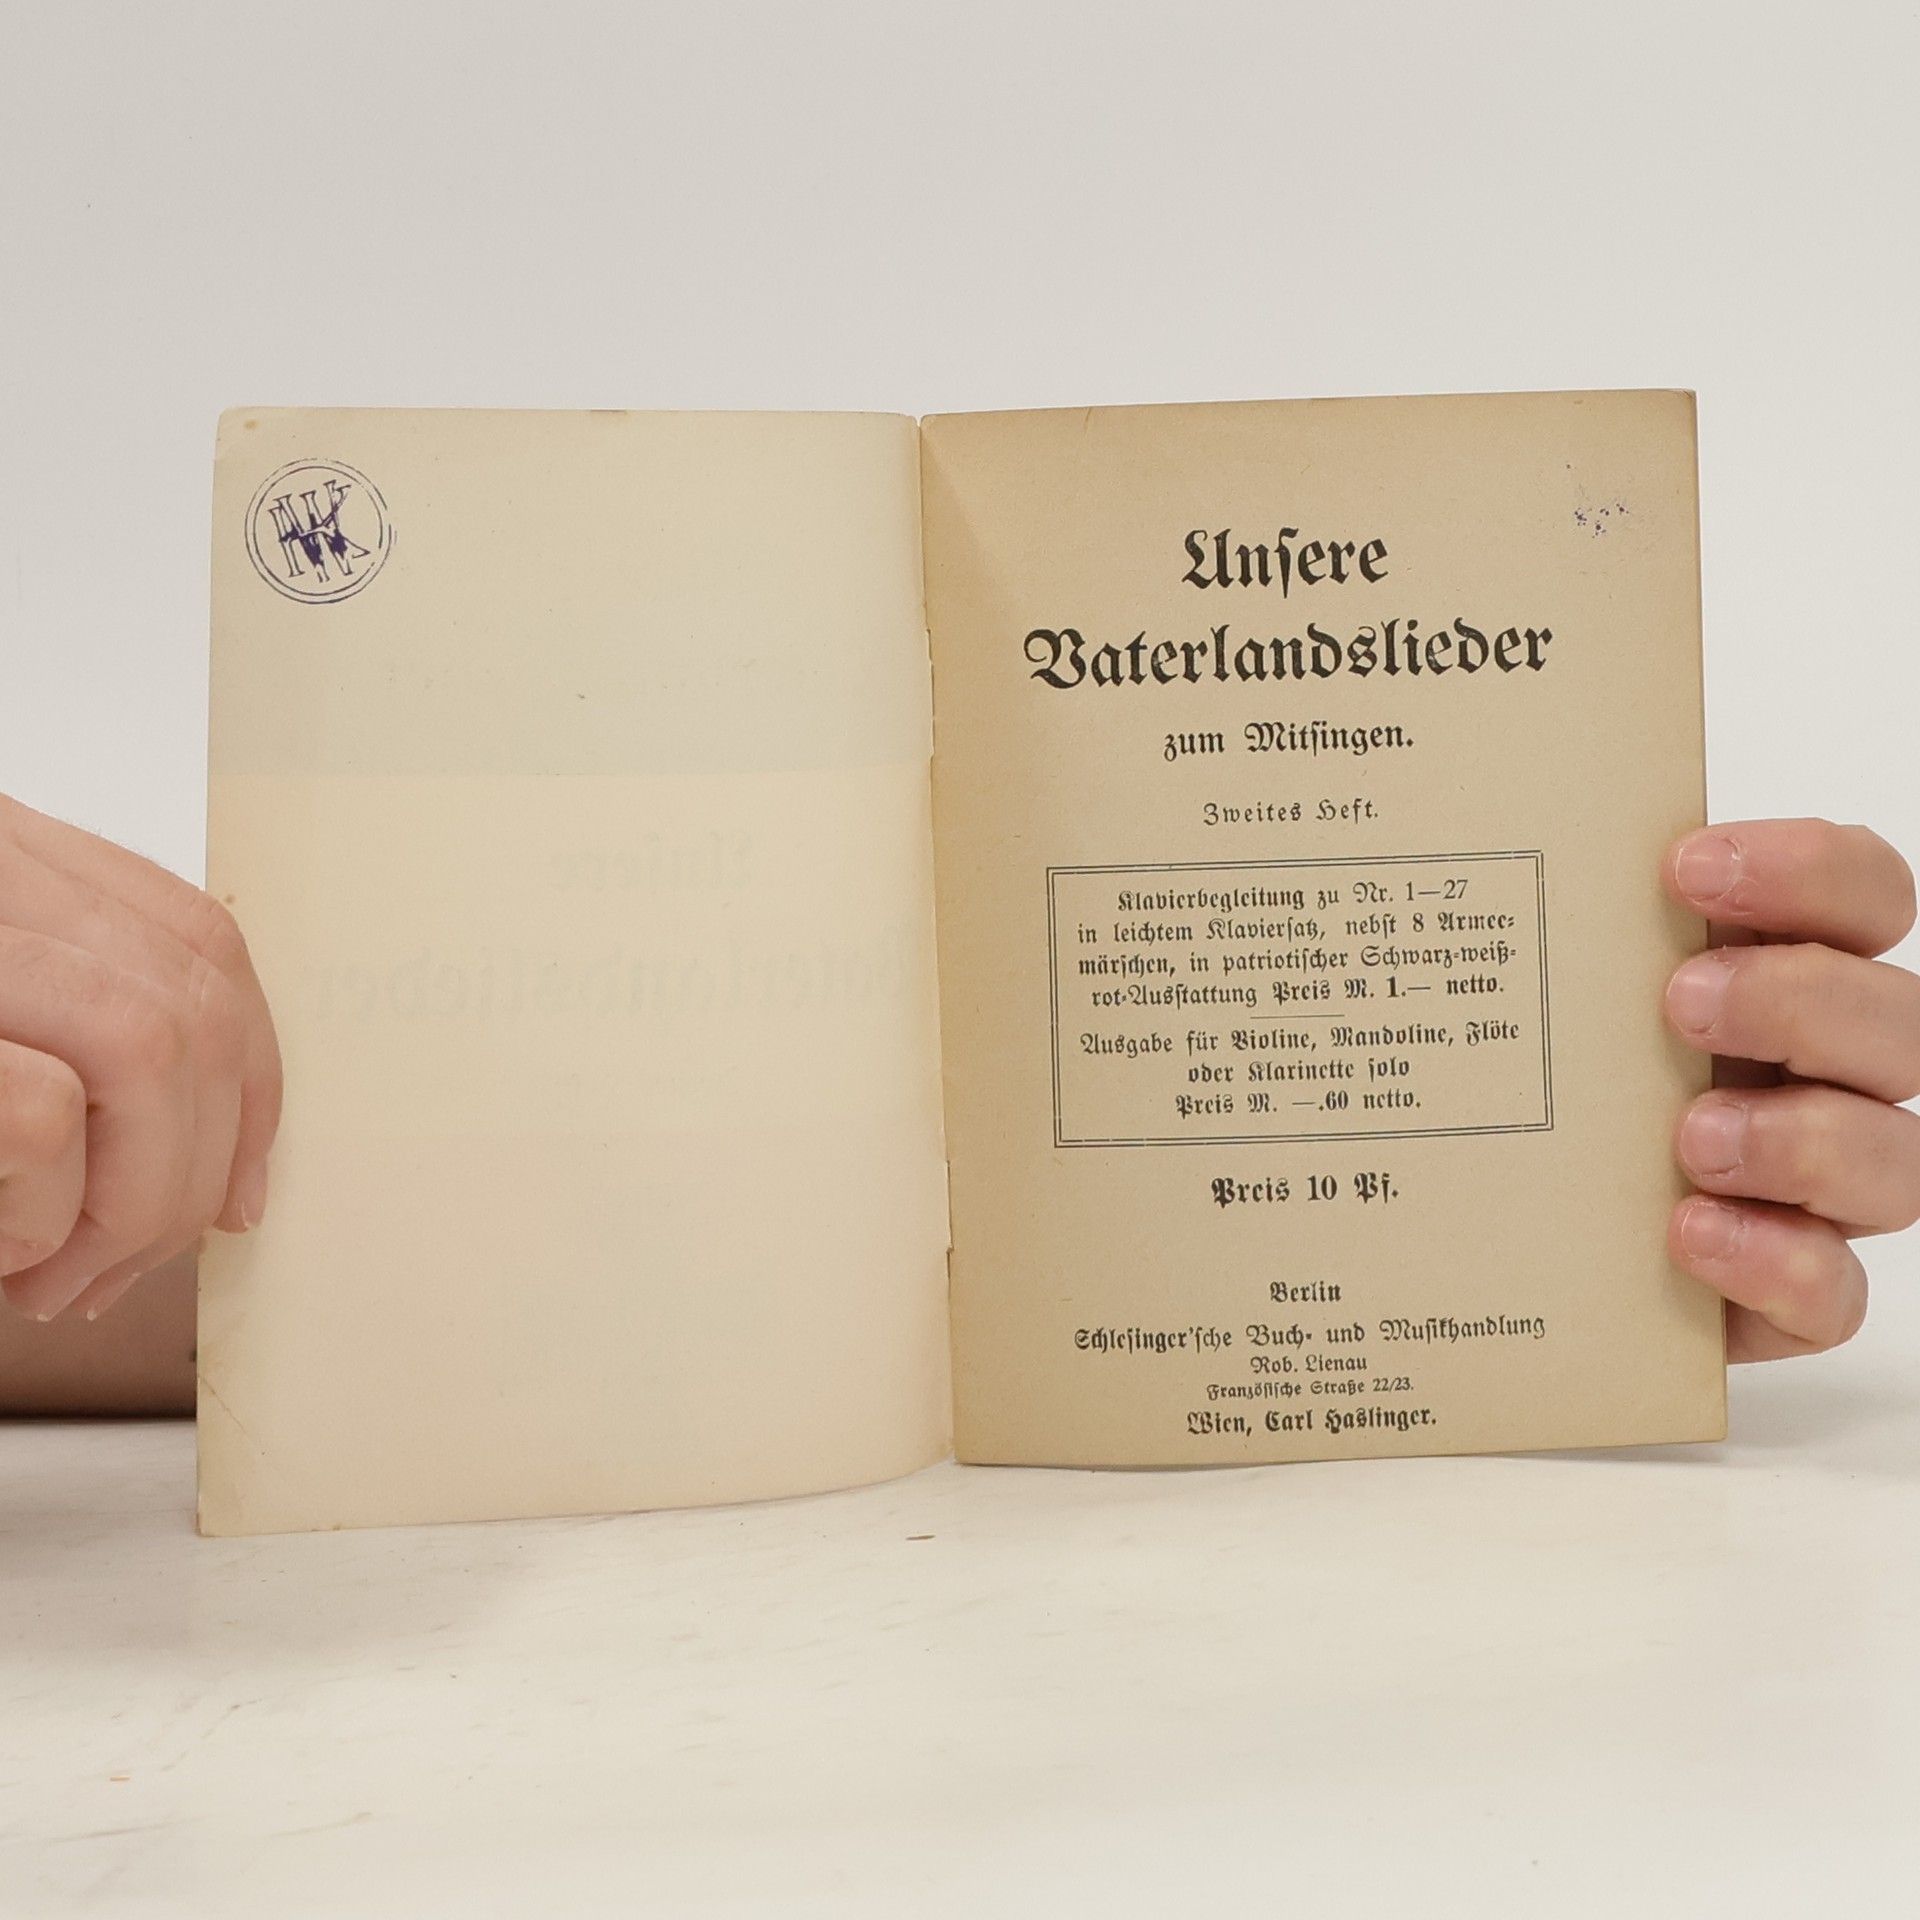 Unsere
Vaterlandslieder
zum Mitsingen.
Zweites Heft.
Klavierbegleitung zu Nr. 1—27
in leichtem Klaviersatz, nebst 8 Armee-
märschen, in patriotischer Schwarz-weiß-
rot-Ausstattung Preis M. 1.— netto.
Ausgabe für Violine, Mandoline, Flöte
oder Klarinette solo
Preis M. —.60 netto.
Preis 10 Pf.
Berlin
Schlesinger'sche Buch- und Musikhandlung
Rob. Lienau
Französische Straße 22/23.
Wien, Carl Haslinger.